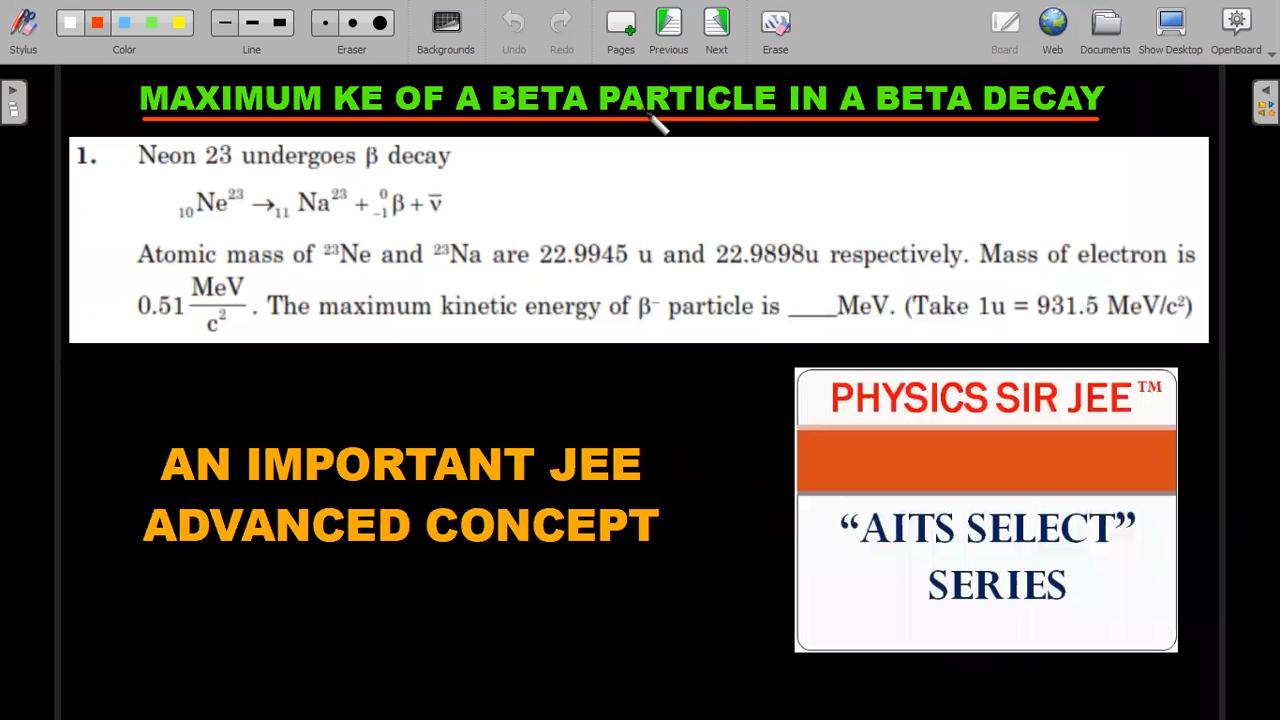 Stylus
Color
Line
Eraser
Backgrounds
Undo
Redo
Pages
Previous
Next
Erase
Board
Web
Documents
Show Desktop
OpenBoard
MAXIMUM KE OF A BETA PARTICLE IN A BETA DECAY
1. Neon 23 undergoes β decay
₁₀Ne²³ →₁₁ Na²³ + ⁰₋₁β + ν̅
Atomic mass of ²³Ne and ²³Na are 22.9945 u and 22.9898u respectively. Mass of electron is
0.51 MeV/c². The maximum kinetic energy of β⁻ particle is ____MeV. (Take 1u = 931.5 MeV/c²)
AN IMPORTANT JEE
ADVANCED CONCEPT
PHYSICS SIR JEE™
“AITS SELECT”
SERIES